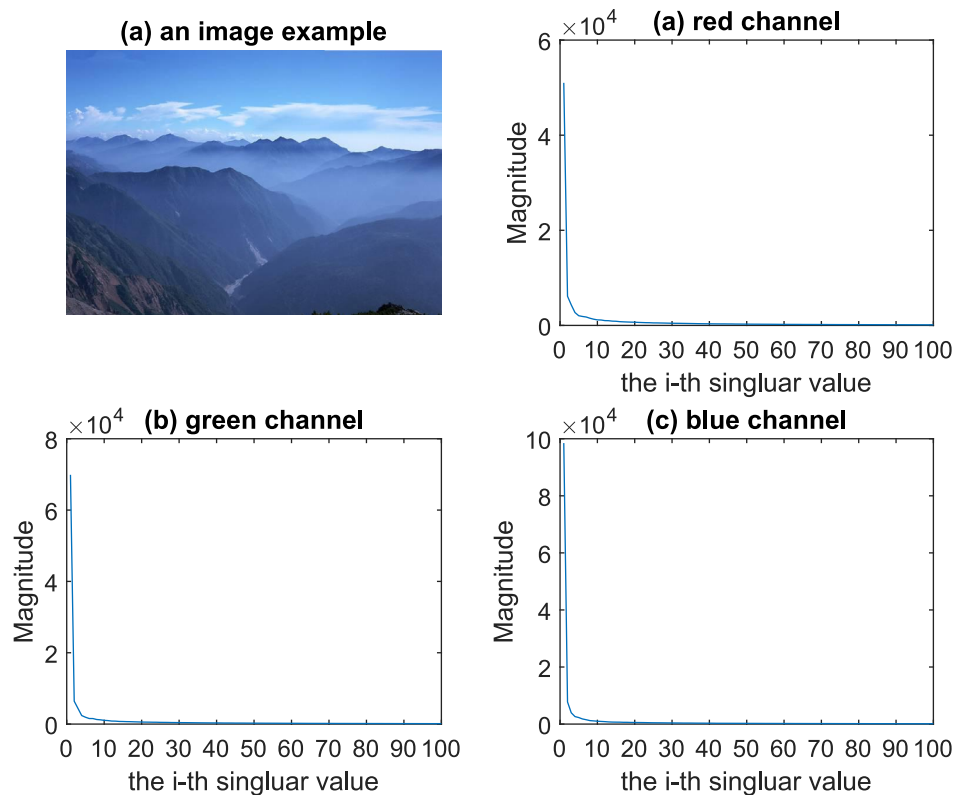 (a) an image example
(a) red channel
×10^4
6
4
2
0
Magnitude
0 10 20 30 40 50 60 70 80 90 100
the i-th singluar value
(b) green channel
×10^4
8
6
4
2
0
Magnitude
0 10 20 30 40 50 60 70 80 90 100
the i-th singluar value
(c) blue channel
×10^4
10
8
6
4
2
0
Magnitude
0 10 20 30 40 50 60 70 80 90 100
the i-th singluar value